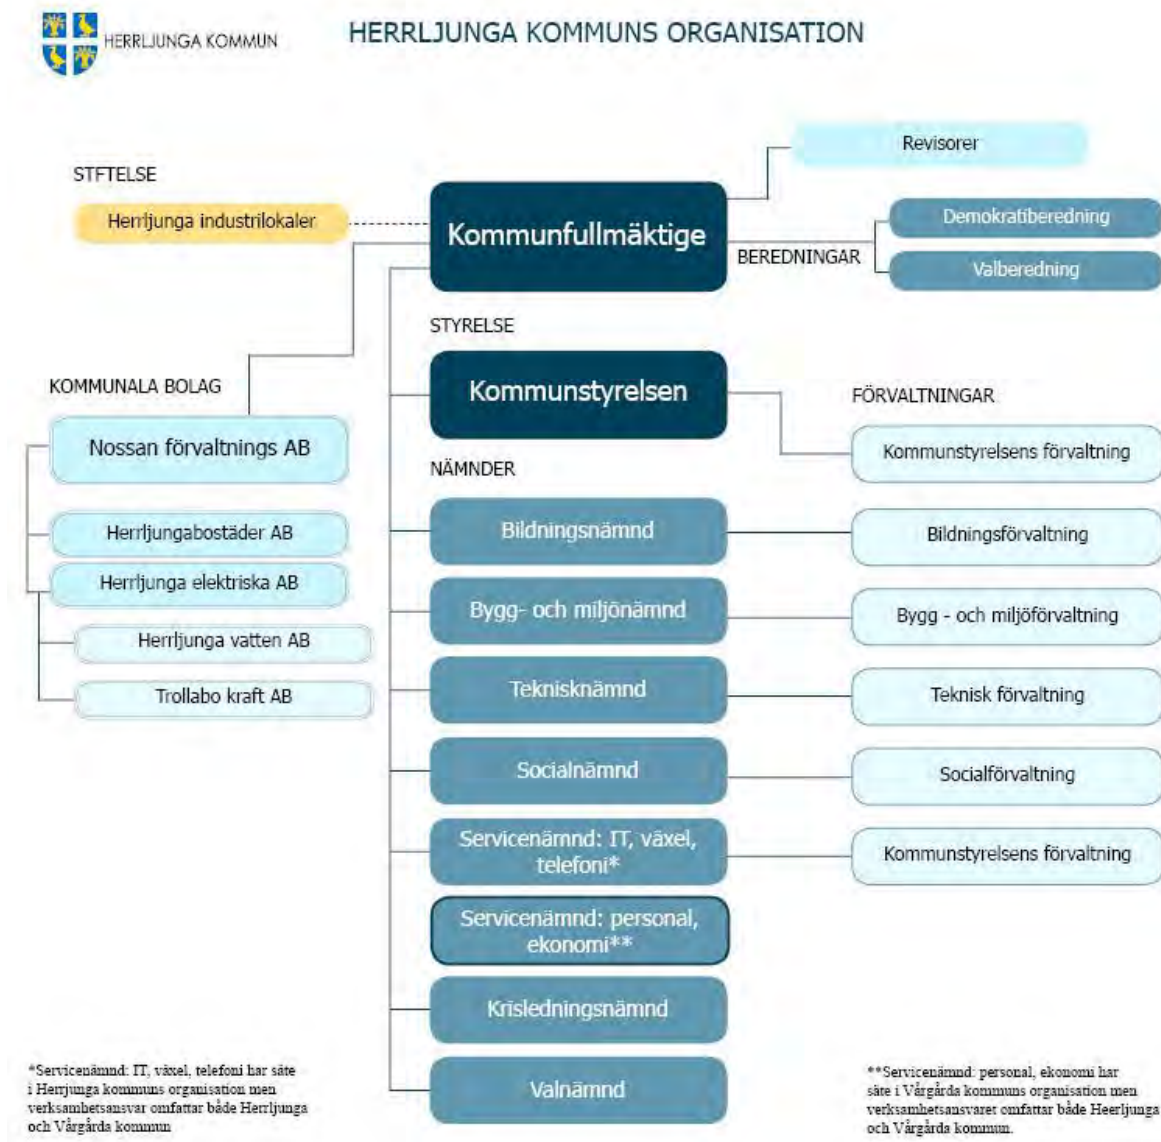 HERRLJUNGA KOMMUN
HERRLJUNGA KOMMUNS ORGANISATION
Revisorer
STFTELSE
Herrljunga industrilokaler
Kommunfullmäktige
BEREDNINGAR
Demokratiberedning
Valberedning
STYRELSE
Kommunstyrelsen
KOMMUNALA BOLAG
Nossan förvaltnings AB
Herrljungabostäder AB
Herrljunga elektriska AB
Herrljunga vatten AB
Trollabo kraft AB
FÖRVALTNINGAR
Kommunstyrelsens förvaltning
NÄMNDER
Bildningsnämnd
Bildningsförvaltning
Bygg- och miljönämnd
Bygg - och miljöförvaltning
Teknisknämnd
Teknisk förvaltning
Socialnämnd
Socialförvaltning
Servicenämnd: IT, växel,
telefoni*
Kommunstyrelsens förvaltning
Servicenämnd: personal,
ekonomi**
Krisledningsnämnd
Valnämnd
*Servicenämnd: IT, växel, telefoni har säte
i Herrjunga kommuns organisation men
verksamhetsansvar omfattar både Herrljunga
och Vårgårda kommun
**Servicenämnd: personal, ekonomi har
säte i Vårgårda kommuns organisation men
verksamhetsansvaret omfattar både Heerljunga
och Vårgårda kommun.